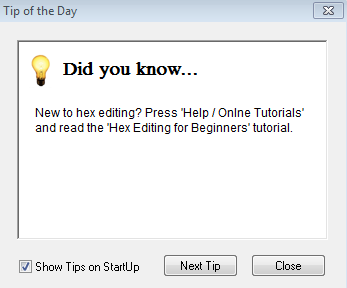 Tip of the Day
Did you know...
New to hex editing? Press 'Help / Onlne Tutorials'
and read the 'Hex Editing for Beginners' tutorial.
Show Tips on StartUp
Next Tip
Close